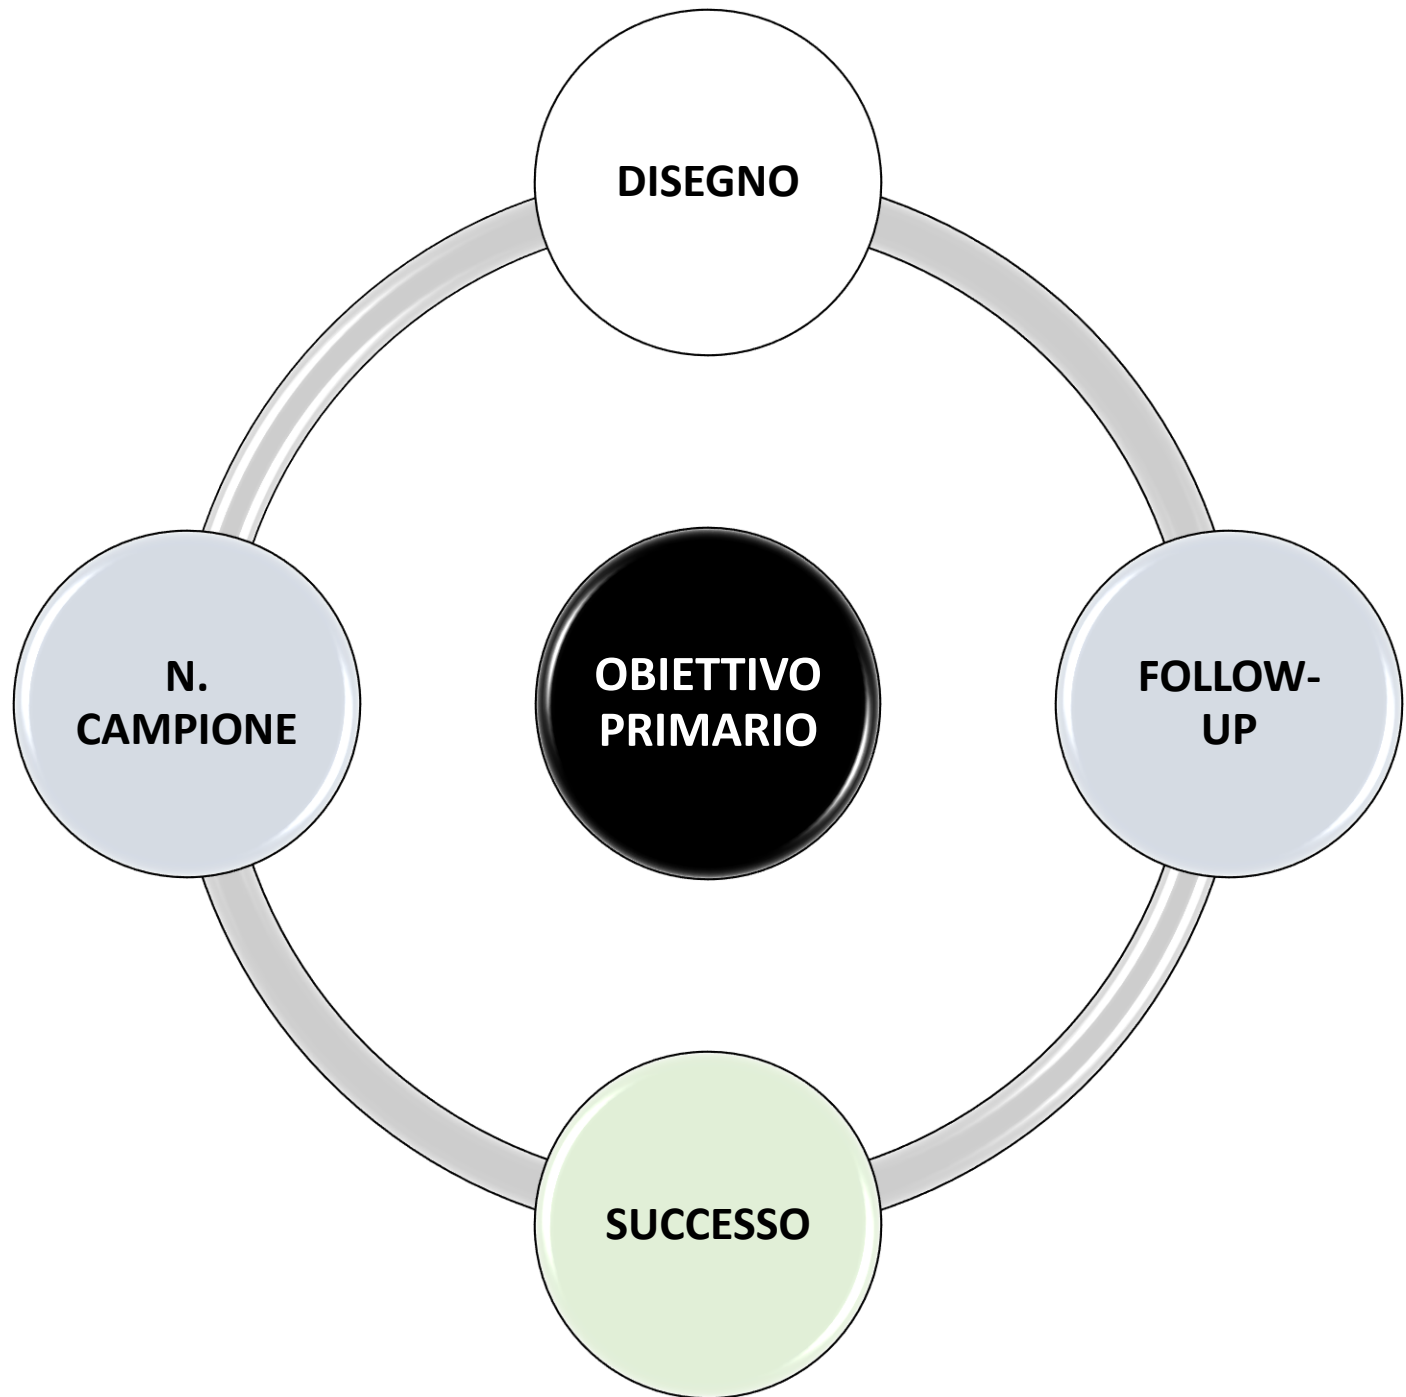 DISEGNO
N.
CAMPIONE
OBIETTIVO
PRIMARIO
FOLLOW-
UP
SUCCESSO